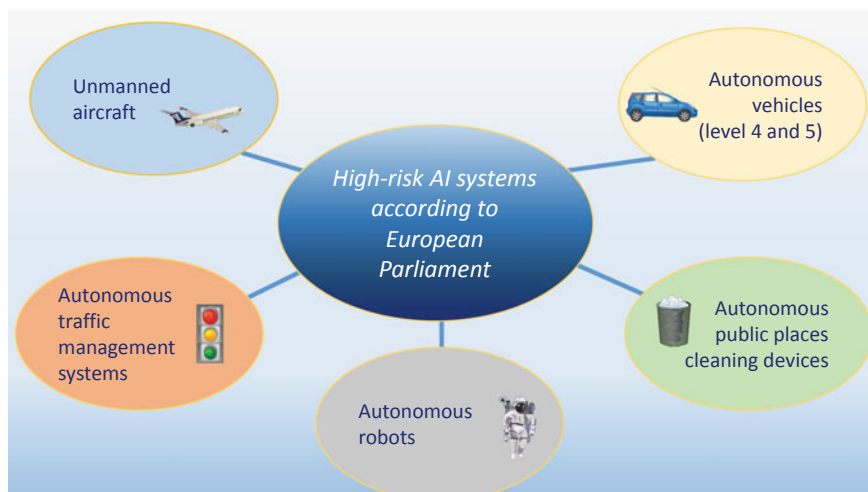 Unmanned
aircraft
Autonomous
vehicles
(level 4 and 5)
High-risk AI systems
according to
European
Parliament
Autonomous
traffic
management
systems
Autonomous
public places
cleaning devices
Autonomous
robots